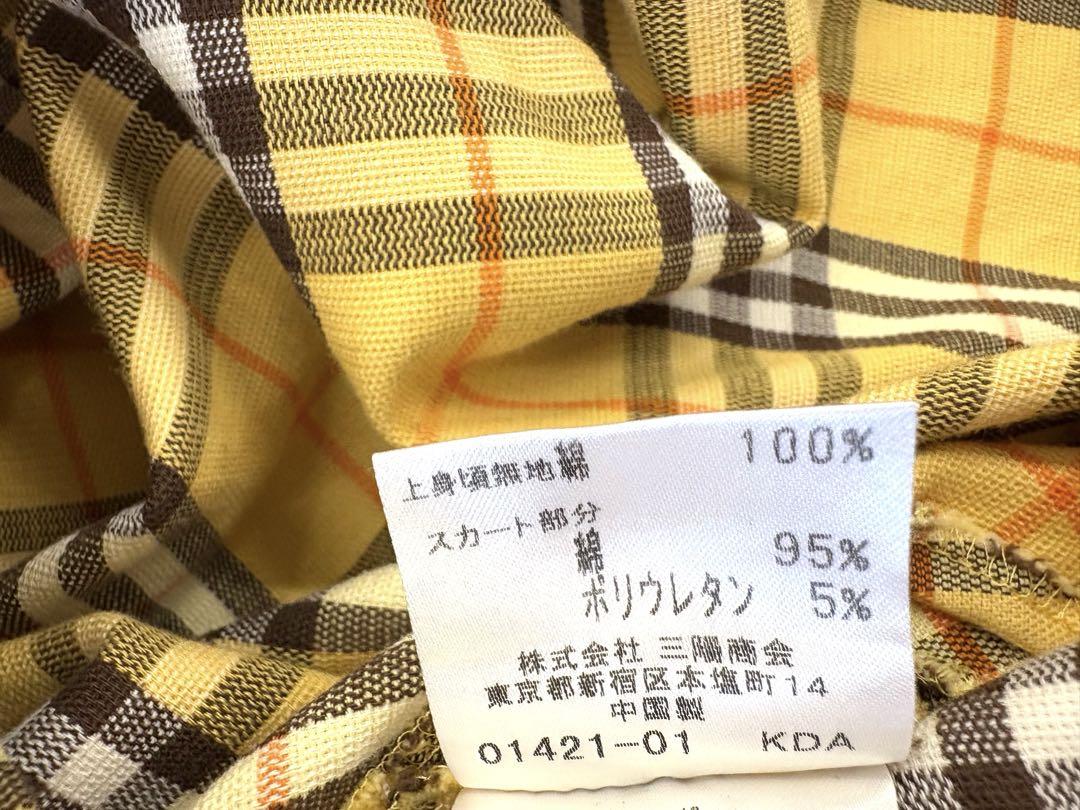 上身頃無地綿 100%
スカート部分
綿 95%
ポリウレタン 5%
株式会社 三陽商会
東京都新宿区本塩町14
中国製
01421-01 KDA